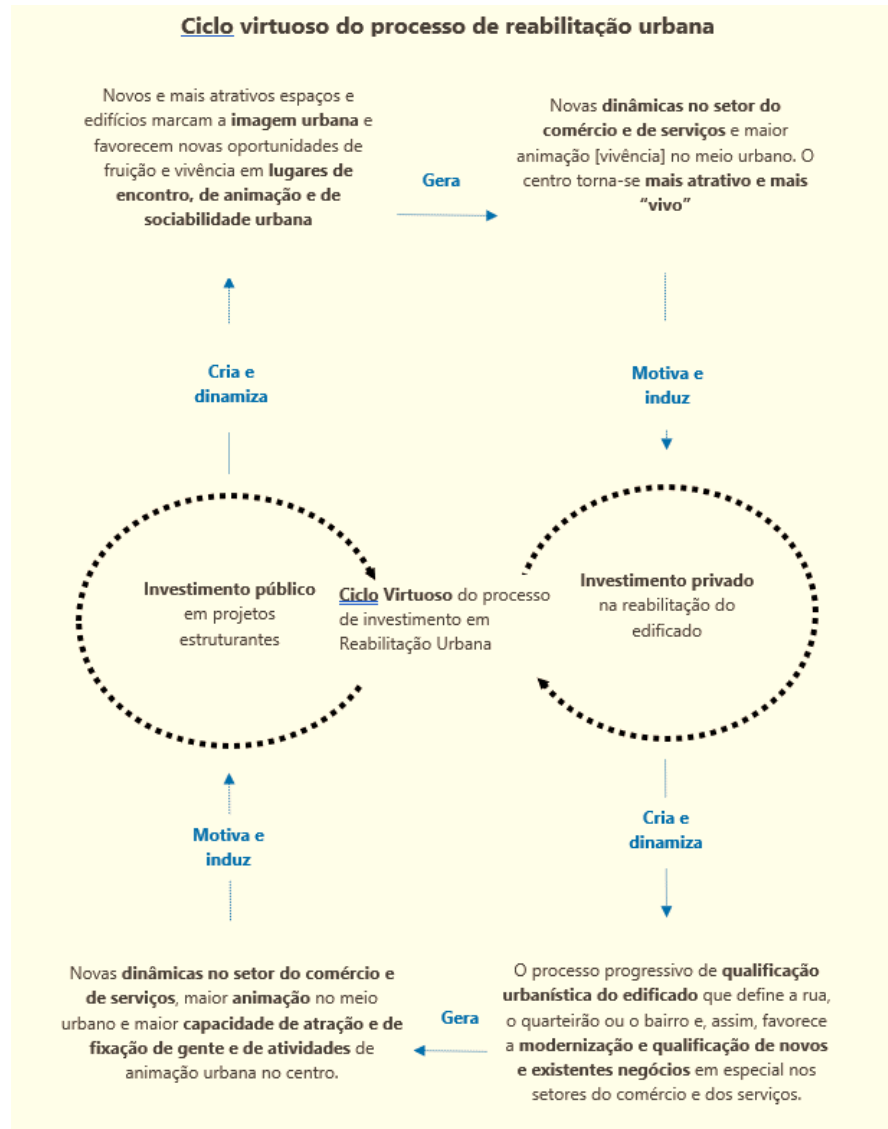 Ciclo virtuoso do processo de reabilitação urbana
Novos e mais atrativos espaços e
edifícios marcam a imagem urbana e
favorecem novas oportunidades de
fruição e vivência em lugares de
encontro, de animação e de
sociabilidade urbana
Gera
Novas dinâmicas no setor do
comércio e de serviços e maior
animação [vivência] no meio urbano. O
centro torna-se mais atrativo e mais
“vivo”
Cria e
dinamiza
Motiva e
induz
Investimento público
em projetos
estruturantes
Ciclo Virtuoso do processo
de investimento em
Reabilitação Urbana
Investimento privado
na reabilitação do
edificado
Motiva e
induz
Cria e
dinamiza
Novas dinâmicas no setor do comércio e
de serviços, maior animação no meio
urbano e maior capacidade de atração e de
fixação de gente e de atividades de
animação urbana no centro.
Gera
O processo progressivo de qualificação
urbanística do edificado que define a rua,
o quarteirão ou o bairro e, assim, favorece
a modernização e qualificação de novos
e existentes negócios em especial nos
setores do comércio e dos serviços.